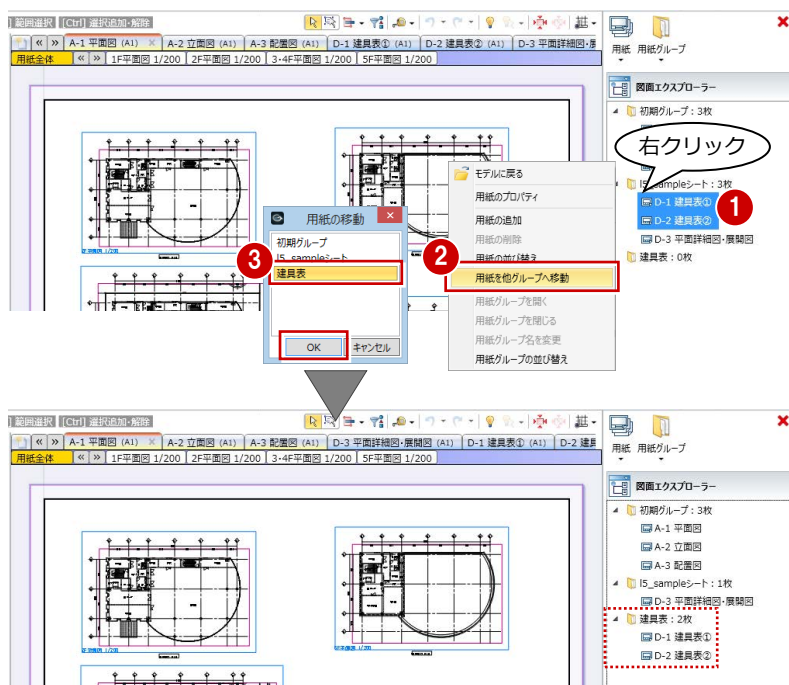 ] 範囲選択 [Ctrl] 選択追加・解除
« » A-1 平面図 (A1) × A-2 立面図 (A1) A-3 配置図 (A1) D-1 建具表① (A1) D-2 建具表② (A1) D-3 平面詳細図・展
用紙全体 « » 1F平面図 1/200 2F平面図 1/200 3・4F平面図 1/200 5F平面図 1/200
用紙 用紙グループ
図面エクスプローラー
初期グループ：3枚
右クリック
l5_sampleシート：3枚
D-1 建具表①
1
D-2 建具表②
D-3 平面詳細図・展開図
建具表：0枚
モデルに戻る
用紙のプロパティ
用紙の追加
用紙の削除
用紙の並び替え
2
用紙を他グループへ移動
用紙グループを開く
用紙グループを閉じる
用紙グループ名を変更
用紙グループの並び替え
用紙の移動 ×
初期グループ
l5_sampleシート
3
建具表
OK キャンセル
] 範囲選択 [Ctrl] 選択追加・解除
« » A-1 平面図 (A1) × A-2 立面図 (A1) A-3 配置図 (A1) D-3 平面詳細図・展開図 (A1) D-1 建具表① (A1) D-2 建具
用紙全体 « » 1F平面図 1/200 2F平面図 1/200 3・4F平面図 1/200 5F平面図 1/200
用紙 用紙グループ
図面エクスプローラー
初期グループ：3枚
A-1 平面図
A-2 立面図
A-3 配置図
l5_sampleシート：1枚
D-3 平面詳細図・展開図
建具表：2枚
D-1 建具表①
D-2 建具表②